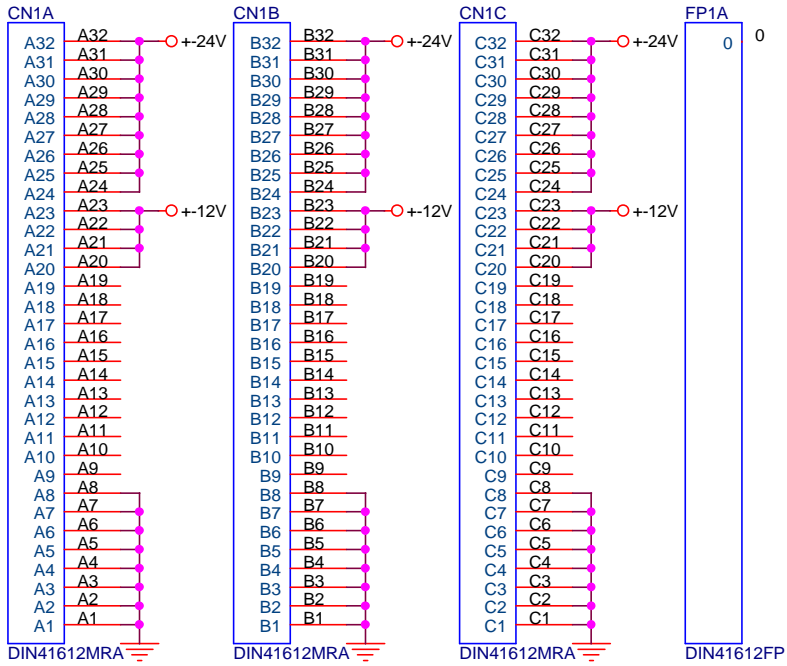 CN1A CN1B CN1C FP1A
A32 A32 +-24V B32 B32 +-24V C32 C32 +-24V 0 0
A31 A31 B31 B31 C31 C31
A30 A30 B30 B30 C30 C30
A29 A29 B29 B29 C29 C29
A28 A28 B28 B28 C28 C28
A27 A27 B27 B27 C27 C27
A26 A26 B26 B26 C26 C26
A25 A25 B25 B25 C25 C25
A24 A24 B24 B24 C24 C24
A23 A23 +-12V B23 B23 +-12V C23 C23 +-12V
A22 A22 B22 B22 C22 C22
A21 A21 B21 B21 C21 C21
A20 A20 B20 B20 C20 C20
A19 A19 B19 B19 C19 C19
A18 A18 B18 B18 C18 C18
A17 A17 B17 B17 C17 C17
A16 A16 B16 B16 C16 C16
A15 A15 B15 B15 C15 C15
A14 A14 B14 B14 C14 C14
A13 A13 B13 B13 C13 C13
A12 A12 B12 B12 C12 C12
A11 A11 B11 B11 C11 C11
A10 A10 B10 B10 C10 C10
A9 A9 B9 B9 C9 C9
A8 A8 B8 B8 C8 C8
A7 A7 B7 B7 C7 C7
A6 A6 B6 B6 C6 C6
A5 A5 B5 B5 C5 C5
A4 A4 B4 B4 C4 C4
A3 A3 B3 B3 C3 C3
A2 A2 B2 B2 C2 C2
A1 A1 B1 B1 C1 C1
DIN41612MRA DIN41612MRA DIN41612MRA DIN41612FP